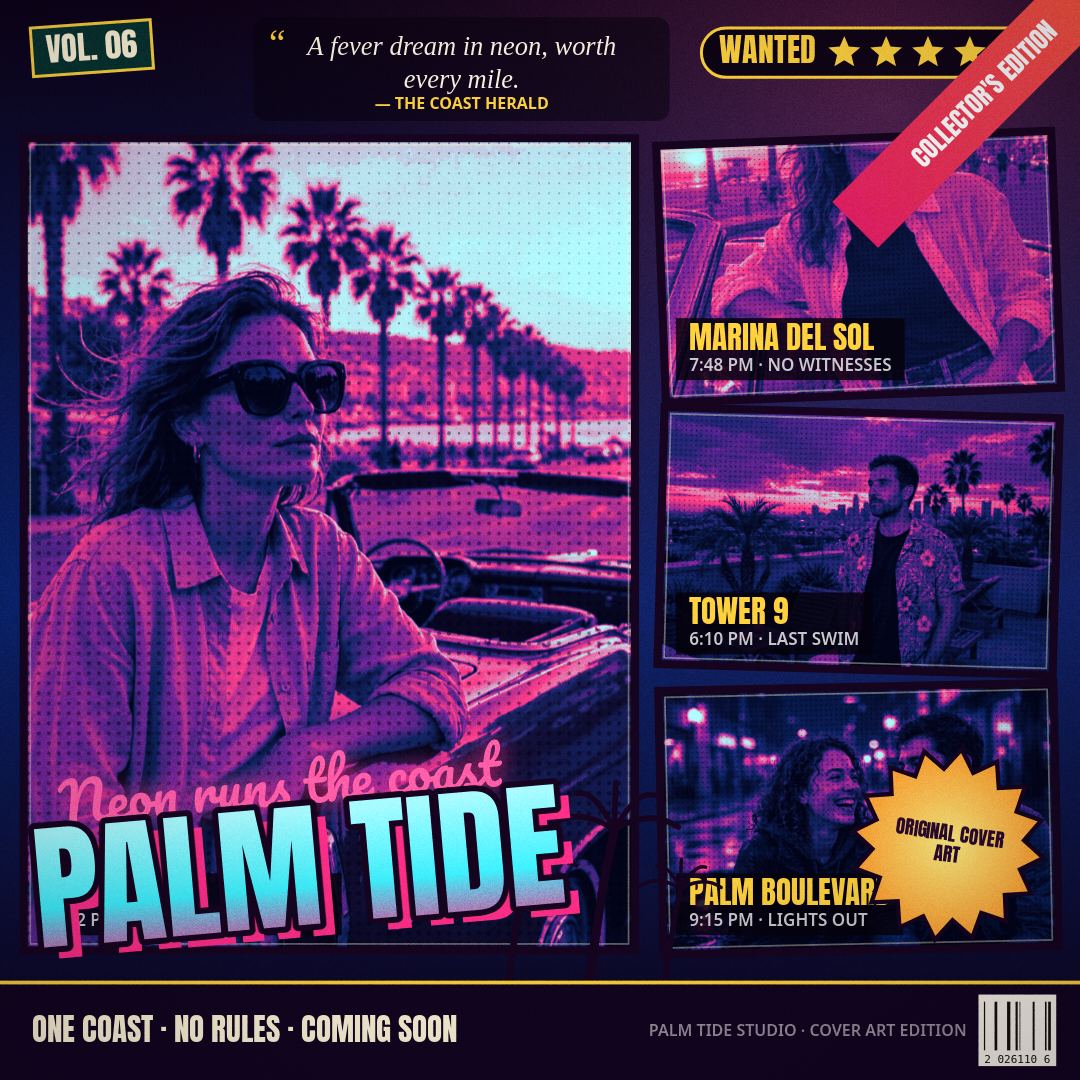 VOL. 06
“ A fever dream in neon, worth
every mile.
— THE COAST HERALD
WANTED ★ ★ ★ ★
COLLECTOR'S EDITION
MARINA DEL SOL
7:48 PM · NO WITNESSES
TOWER 9
6:10 PM · LAST SWIM
ORIGINAL COVER
ART
PALM BOULEVAR
9:15 PM · LIGHTS OUT
Neon runs the coast
PALM TIDE
2 P
ONE COAST · NO RULES · COMING SOON
PALM TIDE STUDIO · COVER ART EDITION
2 026110 6